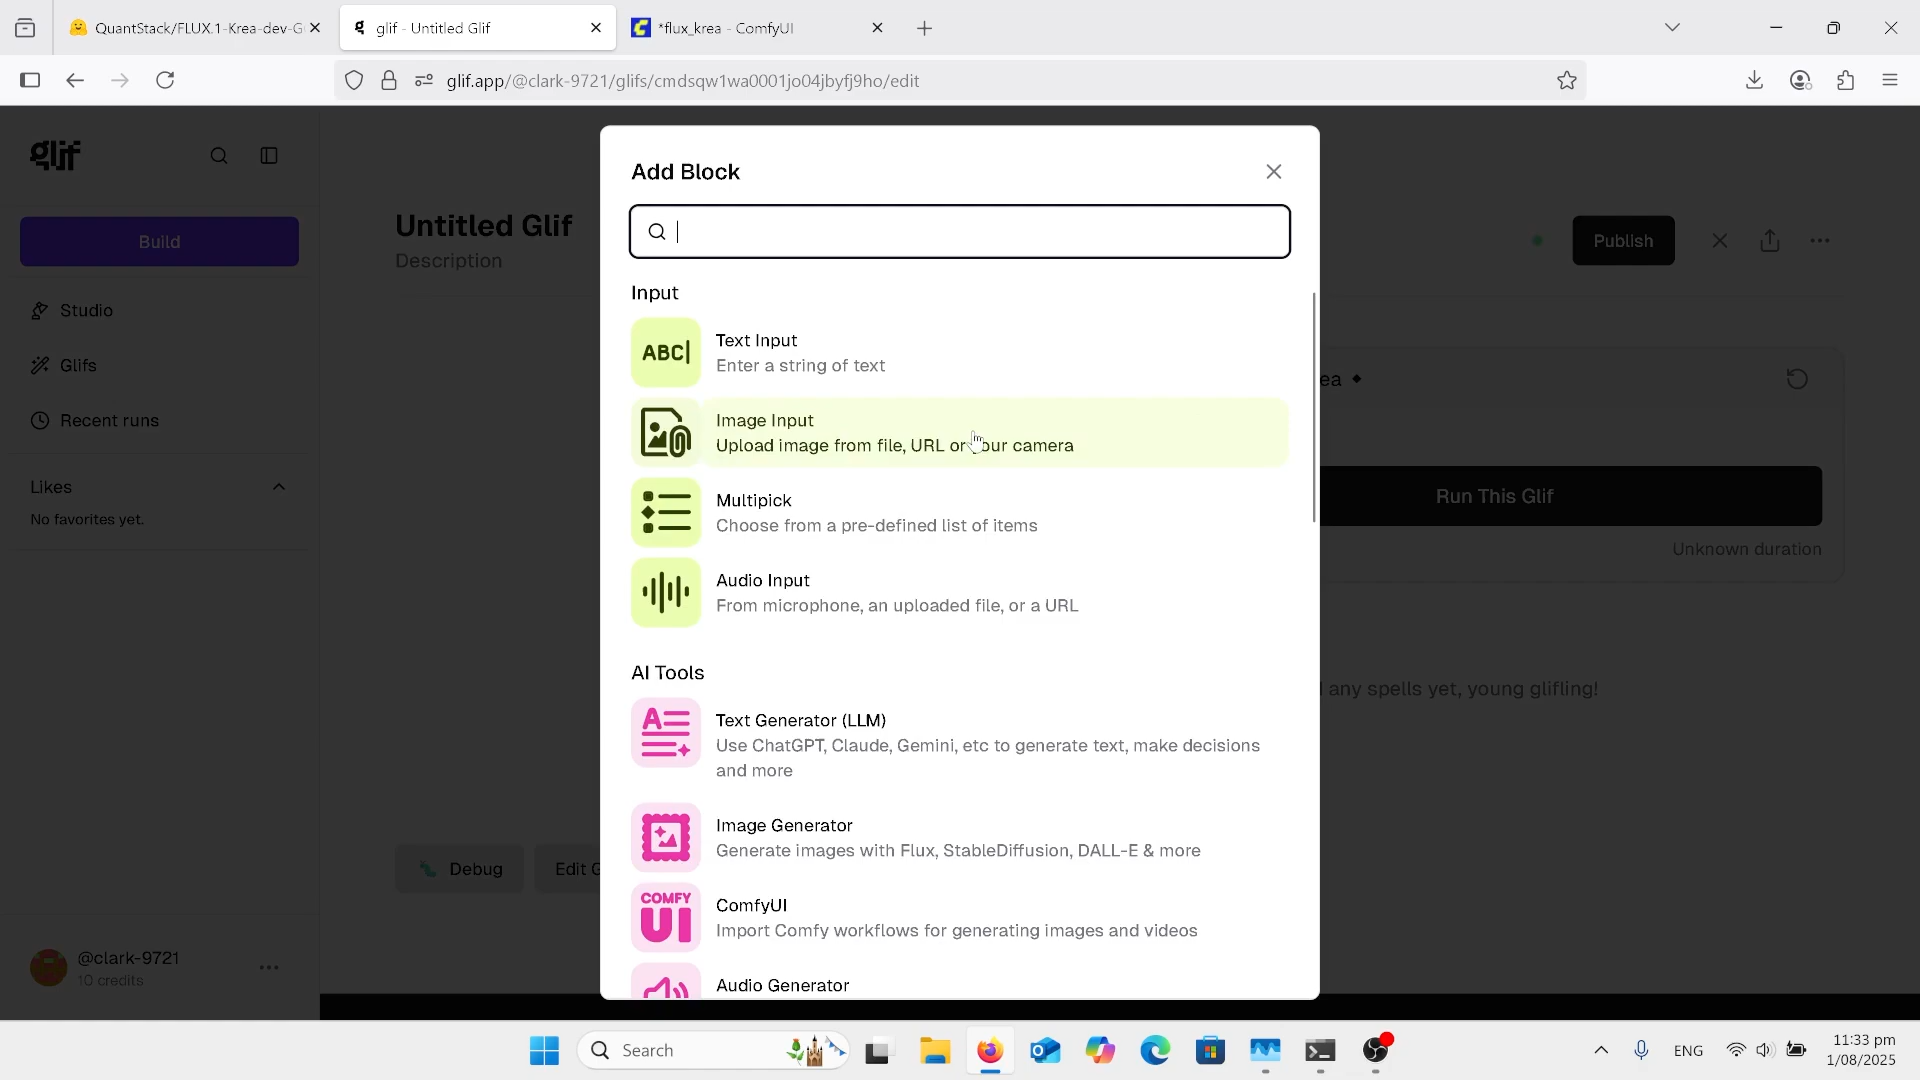 QuantStack/FLUX.1-Krea-dev-G
glif - Untitled Glif
*flux_krea - ComfyUI
glif.app/@clark-9721/glifs/cmdsqw1wa0001jo04jbyfj9ho/edit
glif
Build
Studio
Glifs
Recent runs
Likes
No favorites yet.
@clark-9721
10 credits
Untitled Glif
Description
Publish
Debug
Edit G
Add Block
Input
ABC
Text Input
Enter a string of text
Image Input
Upload image from file, URL or your camera
Multipick
Choose from a pre-defined list of items
Audio Input
From microphone, an uploaded file, or a URL
AI Tools
Text Generator (LLM)
Use ChatGPT, Claude, Gemini, etc to generate text, make decisions
and more
Image Generator
Generate images with Flux, StableDiffusion, DALL-E & more
COMFY
UI
ComfyUI
Import Comfy workflows for generating images and videos
Audio Generator
ea
Run This Glif
Unknown duration
any spells yet, young glifling!
Search
ENG
11:33 pm
1/08/2025